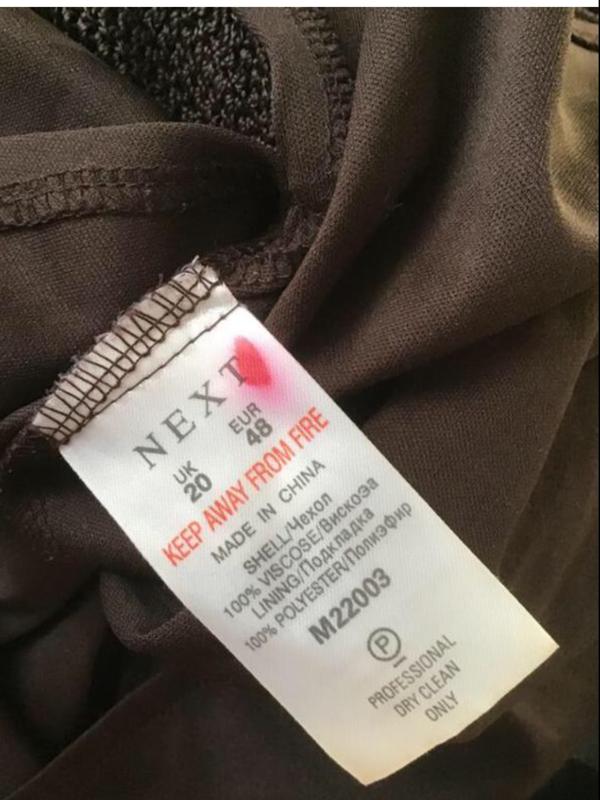 NEXT
UK EUR
20 48
KEEP AWAY FROM FIRE
MADE IN CHINA
SHELL/Чехол
100% VISCOSE/Вискоза
LINING/Подкладка
100% POLYESTER/Полиэфир
M22003
P
PROFESSIONAL
DRY CLEAN
ONLY